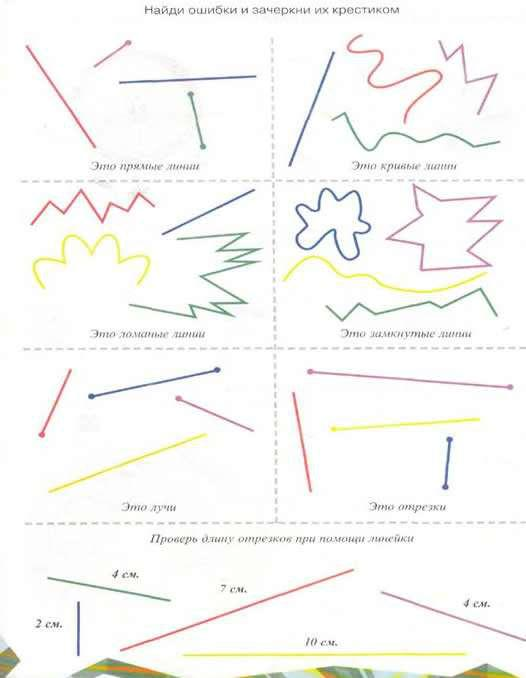 Найди ошибки и зачеркни их крестиком
Это прямые линии
Это кривые линии
Это ломаные линии
Это замкнутые линии
Это лучи
Это отрезки
Проверь длину отрезков при помощи линейки
4 см.
7 см.
4 см.
2 см.
10 см.